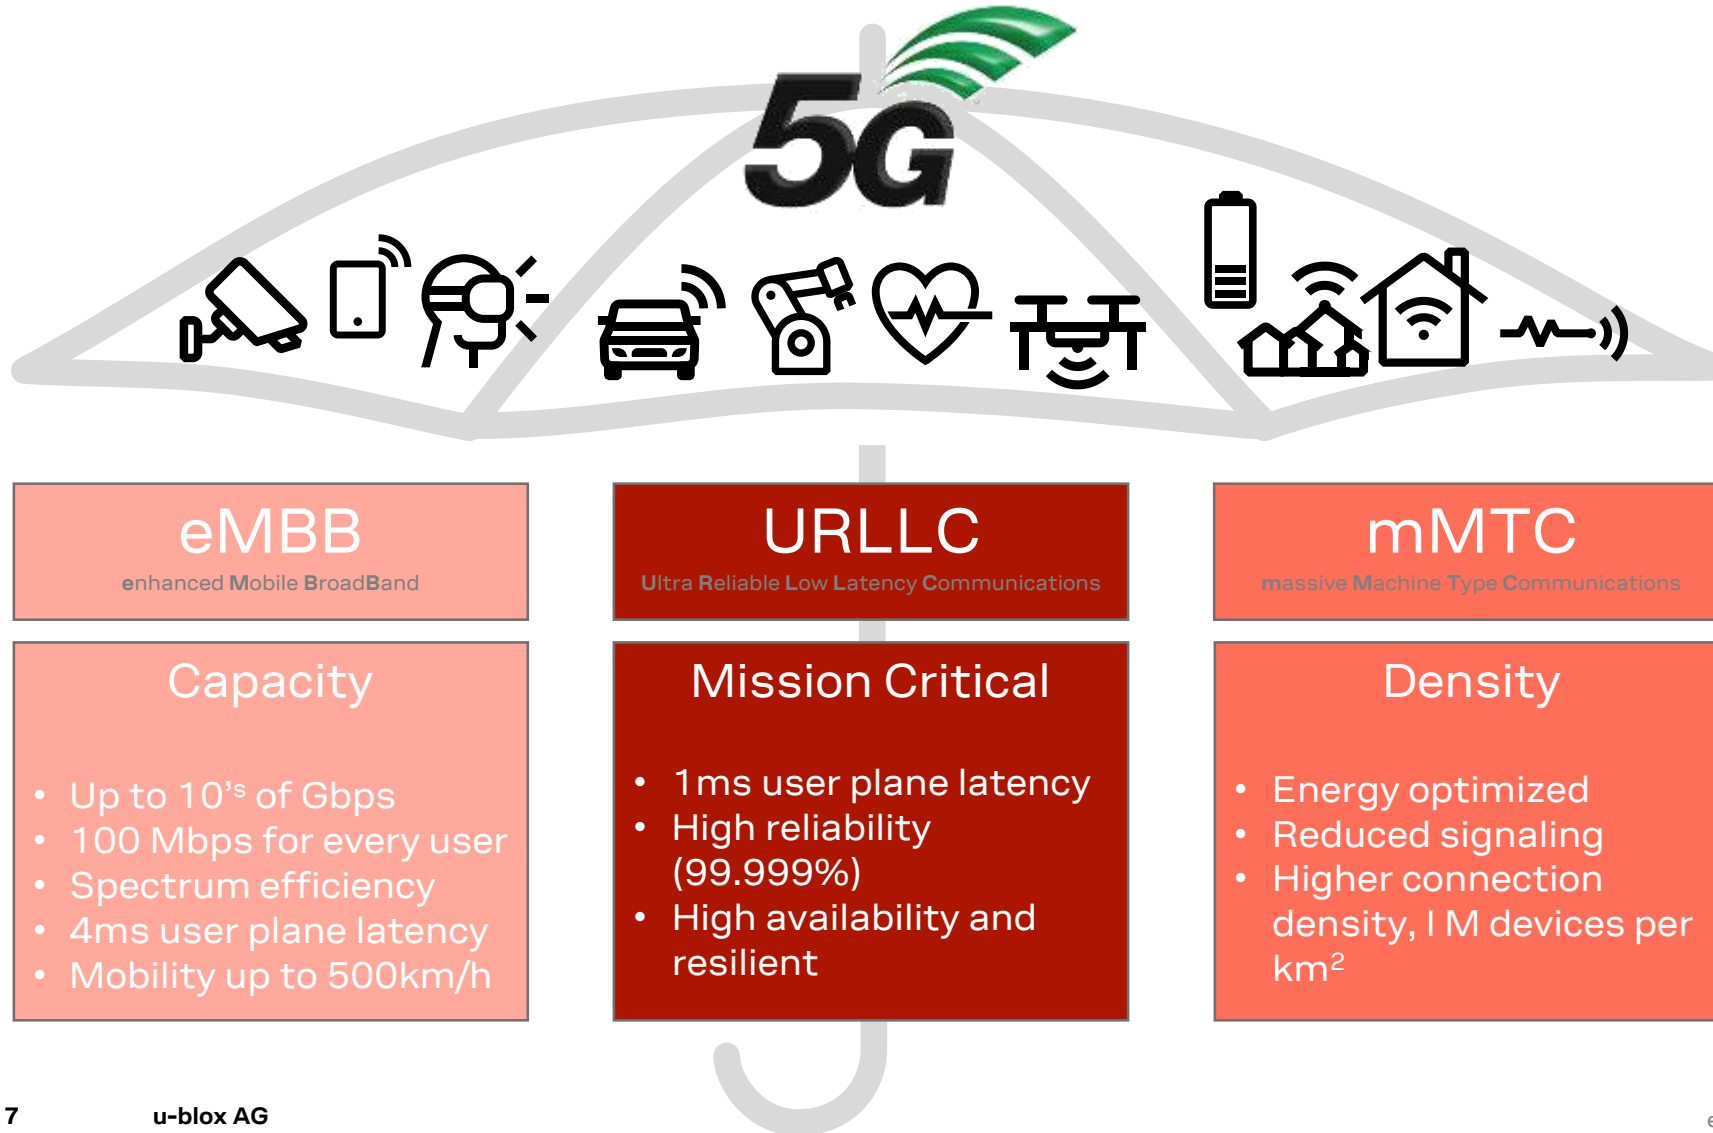 5G
eMBB
enhanced Mobile BroadBand
Capacity
• Up to 10's of Gbps
• 100 Mbps for every user
• Spectrum efficiency
• 4ms user plane latency
• Mobility up to 500km/h
URLLC
Ultra Reliable Low Latency Communications
Mission Critical
• 1ms user plane latency
• High reliability
(99.999%)
• High availability and
resilient
mMTC
massive Machine Type Communications
Density
• Energy optimized
• Reduced signaling
• Higher connection
density, I M devices per
km²
7
u-blox AG